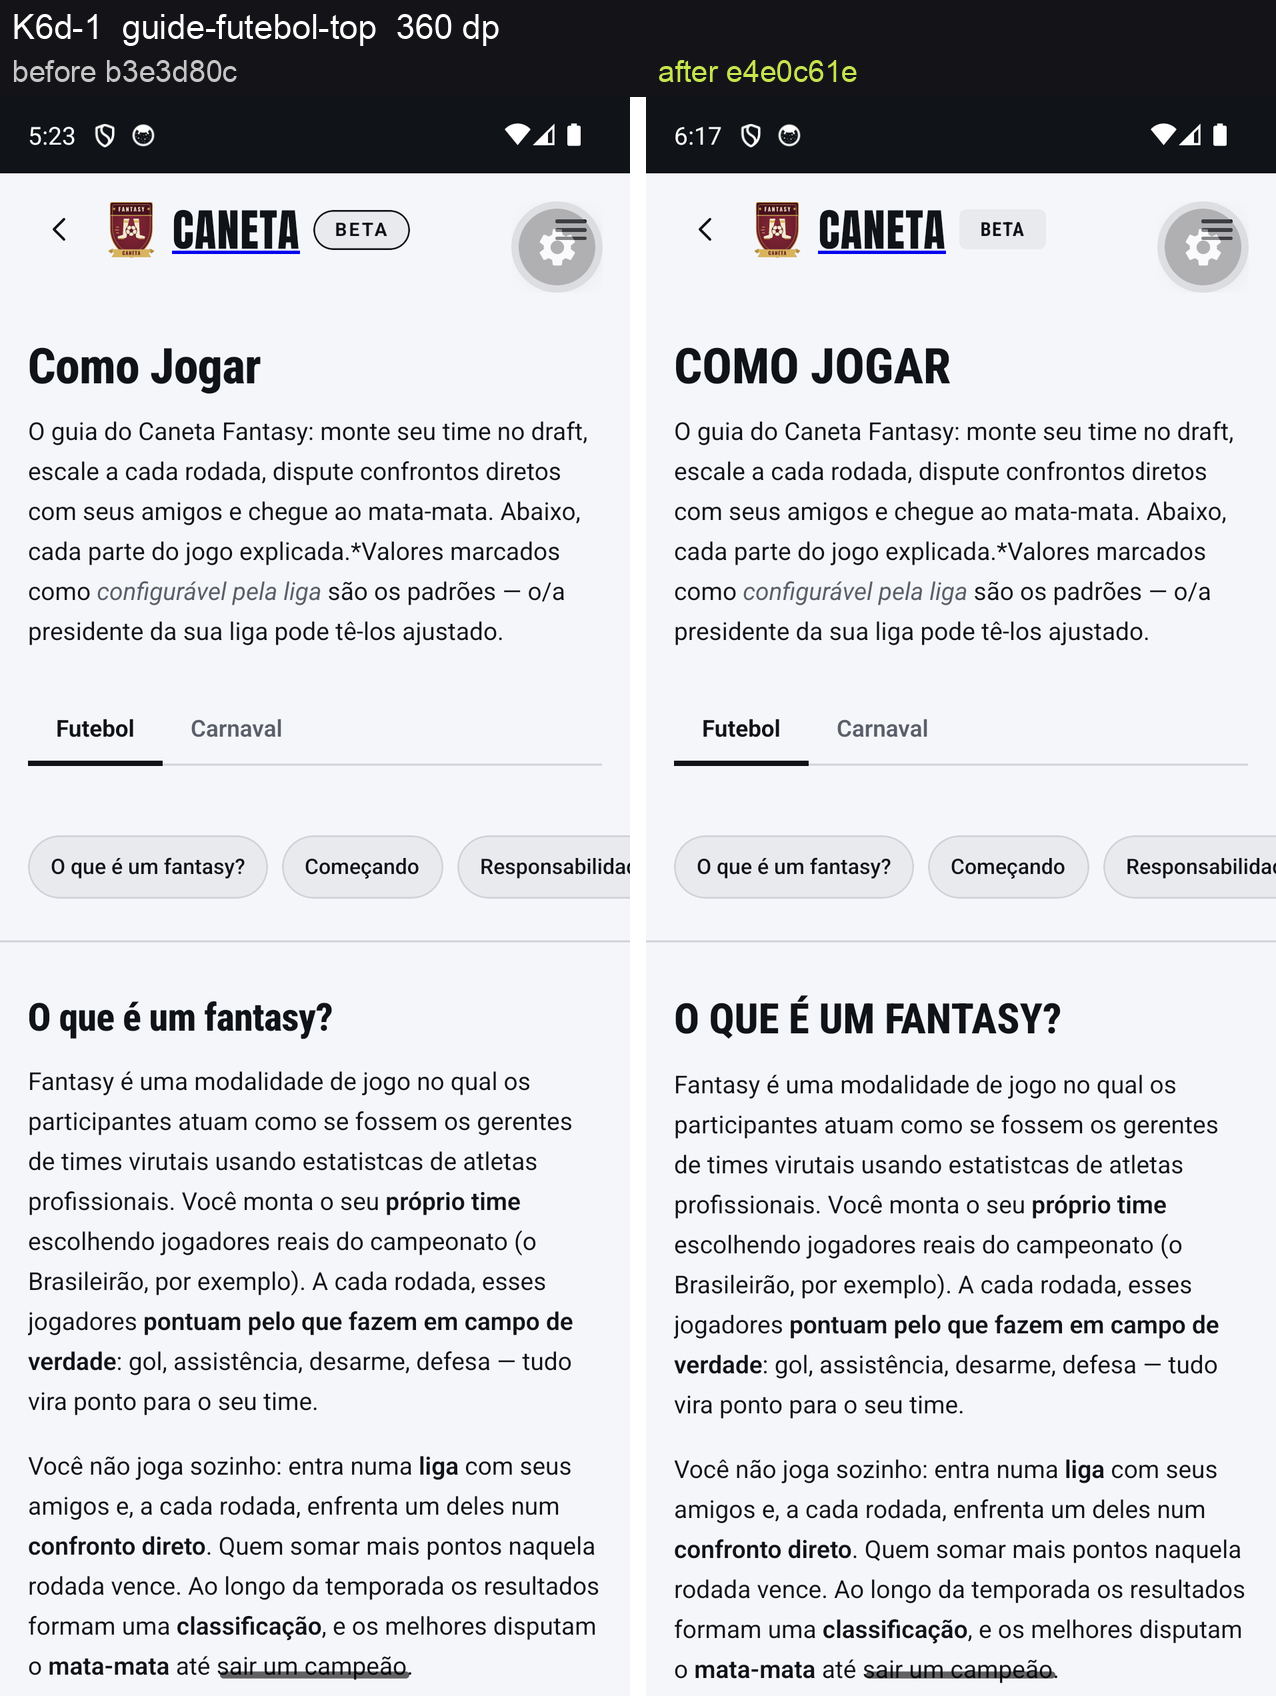 K6d-1 guide-futebol-top 360 dp
before b3e3d80c
after e4e0c61e
5:23
FANTASY
CANETA
CANETA
BETA
Como Jogar
O guia do Caneta Fantasy: monte seu time no draft,
escale a cada rodada, dispute confrontos diretos
com seus amigos e chegue ao mata-mata. Abaixo,
cada parte do jogo explicada.*Valores marcados
como configurável pela liga são os padrões — o/a
presidente da sua liga pode tê-los ajustado.
Futebol Carnaval
O que é um fantasy? Começando Responsabilidad
O que é um fantasy?
Fantasy é uma modalidade de jogo no qual os
participantes atuam como se fossem os gerentes
de times virutais usando estatistcas de atletas
profissionais. Você monta o seu próprio time
escolhendo jogadores reais do campeonato (o
Brasileirão, por exemplo). A cada rodada, esses
jogadores pontuam pelo que fazem em campo de
verdade: gol, assistência, desarme, defesa — tudo
vira ponto para o seu time.
Você não joga sozinho: entra numa liga com seus
amigos e, a cada rodada, enfrenta um deles num
confronto direto. Quem somar mais pontos naquela
rodada vence. Ao longo da temporada os resultados
formam uma classificação, e os melhores disputam
o mata-mata até sair um campeão.
6:17
FANTASY
CANETA
CANETA
BETA
COMO JOGAR
O guia do Caneta Fantasy: monte seu time no draft,
escale a cada rodada, dispute confrontos diretos
com seus amigos e chegue ao mata-mata. Abaixo,
cada parte do jogo explicada.*Valores marcados
como configurável pela liga são os padrões — o/a
presidente da sua liga pode tê-los ajustado.
Futebol Carnaval
O que é um fantasy? Começando Responsabilidad
O QUE É UM FANTASY?
Fantasy é uma modalidade de jogo no qual os
participantes atuam como se fossem os gerentes
de times virutais usando estatistcas de atletas
profissionais. Você monta o seu próprio time
escolhendo jogadores reais do campeonato (o
Brasileirão, por exemplo). A cada rodada, esses
jogadores pontuam pelo que fazem em campo de
verdade: gol, assistência, desarme, defesa — tudo
vira ponto para o seu time.
Você não joga sozinho: entra numa liga com seus
amigos e, a cada rodada, enfrenta um deles num
confronto direto. Quem somar mais pontos naquela
rodada vence. Ao longo da temporada os resultados
formam uma classificação, e os melhores disputam
o mata-mata até sair um campeão.